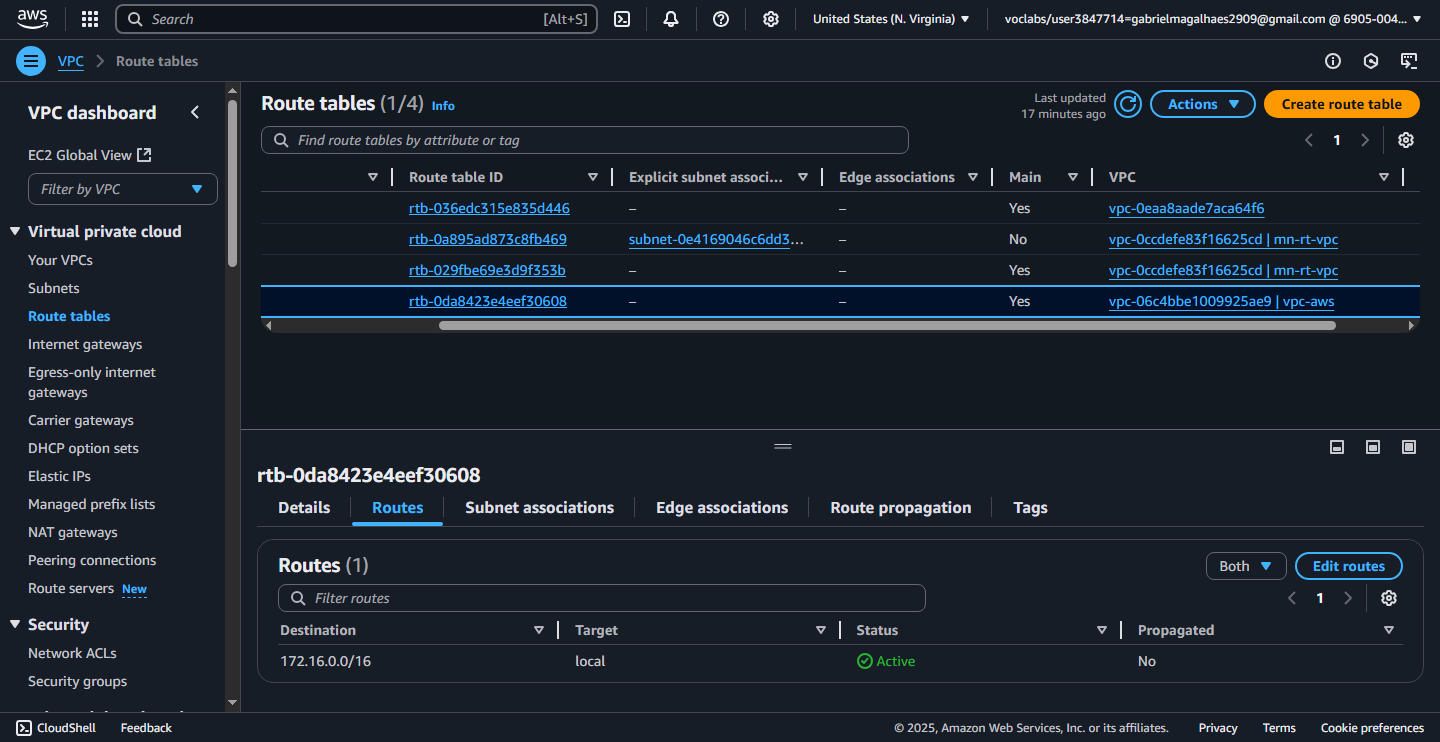 aws
Search [Alt+S]
United States (N. Virginia)
voclabs/user3847714=gabrielmagalhaes2909@gmail.com @ 6905-004...
VPC
Route tables
VPC dashboard
EC2 Global View
Filter by VPC
Virtual private cloud
Your VPCs
Subnets
Route tables
Internet gateways
Egress-only internet
gateways
Carrier gateways
DHCP option sets
Elastic IPs
Managed prefix lists
NAT gateways
Peering connections
Route servers New
Security
Network ACLs
Security groups
Route tables (1/4) Info
Last updated
17 minutes ago
Actions
Create route table
Find route tables by attribute or tag
1
Route table ID Explicit subnet associ... Edge associations Main VPC
rtb-036edc315e835d446 – – Yes vpc-0eaa8aade7aca64f6
rtb-0a895ad873c8fb469 subnet-0e4169046c6dd3... – No vpc-0ccdefe83f16625cd | mn-rt-vpc
rtb-029fbe69e3d9f353b – – Yes vpc-0ccdefe83f16625cd | mn-rt-vpc
rtb-0da8423e4eef30608 – – Yes vpc-06c4bbe1009925ae9 | vpc-aws
rtb-0da8423e4eef30608
Details Routes Subnet associations Edge associations Route propagation Tags
Routes (1)
Both
Edit routes
Filter routes
1
Destination Target Status Propagated
172.16.0.0/16 local Active No
CloudShell Feedback
© 2025, Amazon Web Services, Inc. or its affiliates. Privacy Terms Cookie preferences